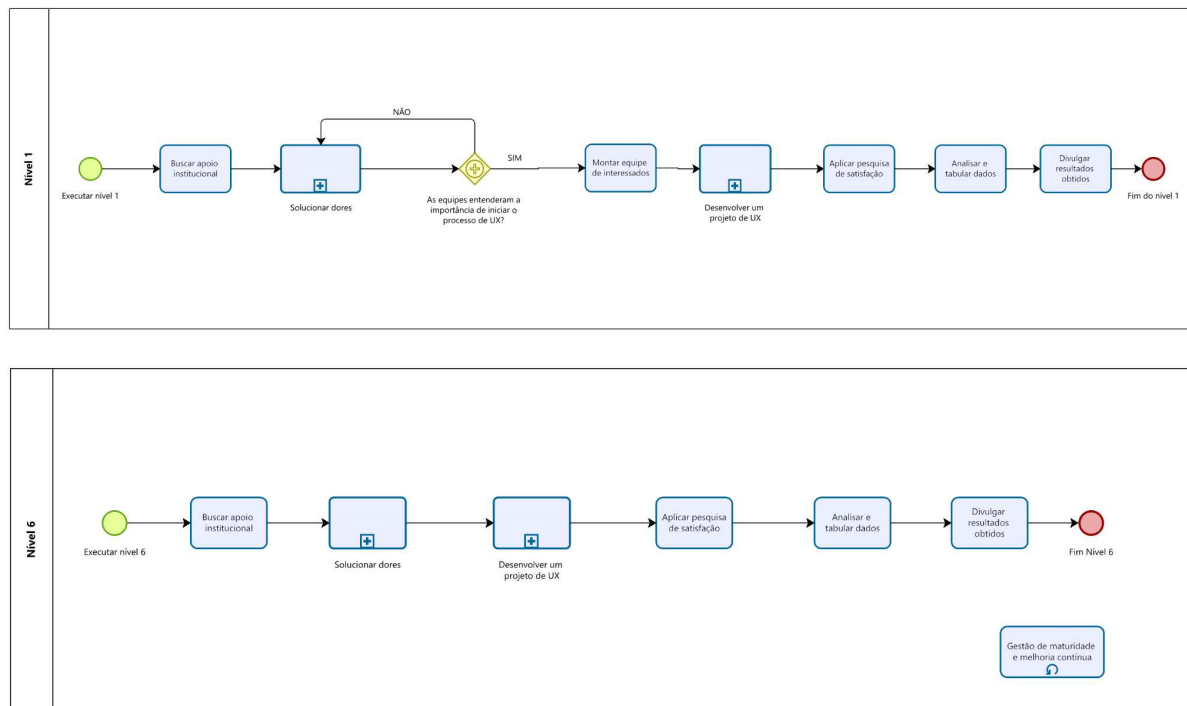 Nível 1
Executar nível 1
Buscar apoio
institucional
Solucionar dores
NÃO
As equipes entenderam a
importância de iniciar o
processo de UX?
SIM
Montar equipe
de interessados
Desenvolver um
projeto de UX
Aplicar pesquisa
de satisfação
Analisar e
tabular dados
Divulgar
resultados
obtidos
Fim do nível 1
Nível 6
Executar nível 6
Buscar apoio
institucional
Solucionar dores
Desenvolver um
projeto de UX
Aplicar pesquisa
de satisfação
Analisar e
tabular dados
Divulgar
resultados
obtidos
Fim Nível 6
Gestão de maturidade
e melhoria contínua